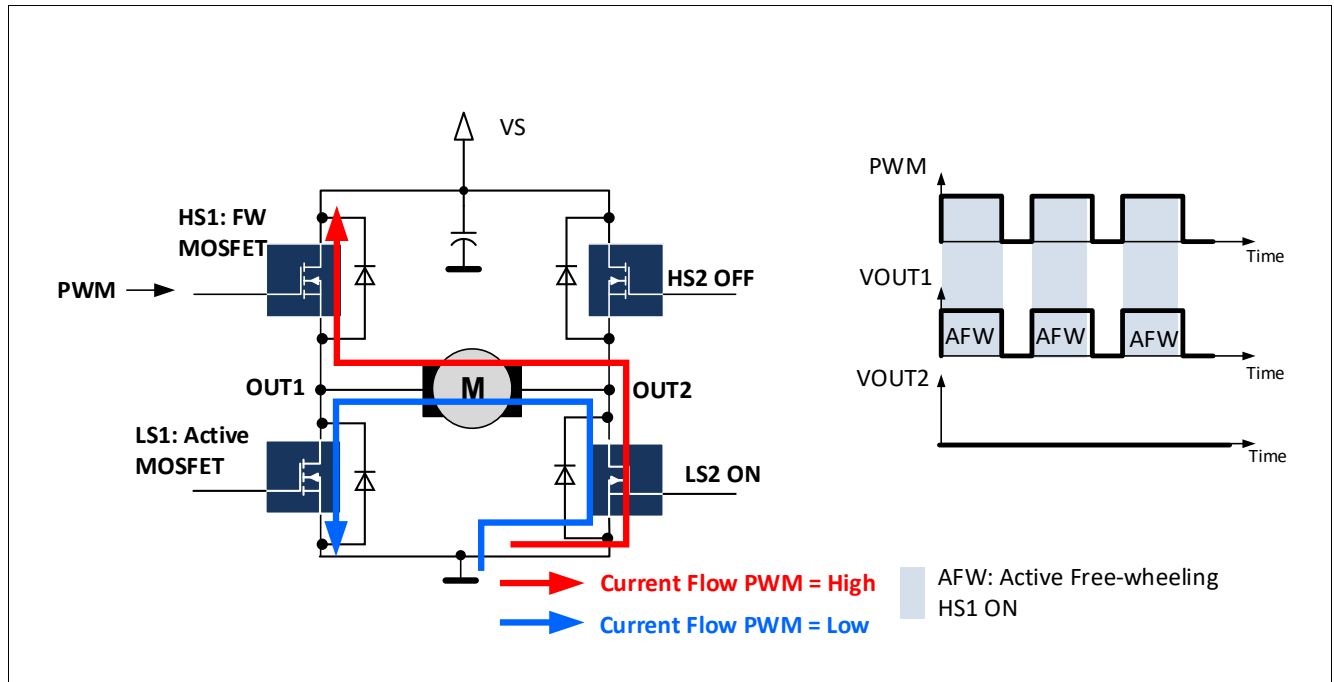 VS
HS1: FW
MOSFET
HS2 OFF
PWM
M
OUT1
OUT2
LS1: Active
MOSFET
LS2 ON
Current Flow PWM = High
Current Flow PWM = Low
PWM
Time
VOUT1
AFW
AFW
AFW
Time
VOUT2
Time
AFW: Active Free-wheeling
HS1 ON